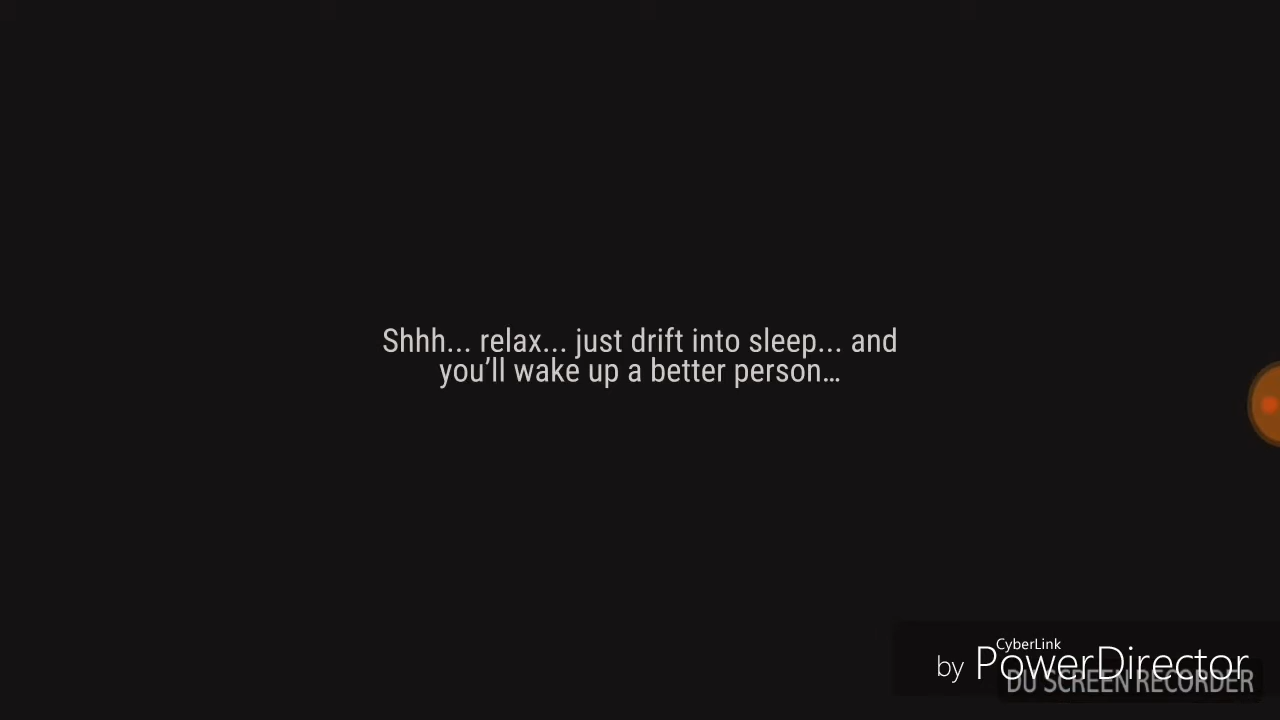 Shhh... relax... just drift into sleep... and
you’ll wake up a better person…
CyberLink
by PowerDirector
DU SCREEN RECORDER